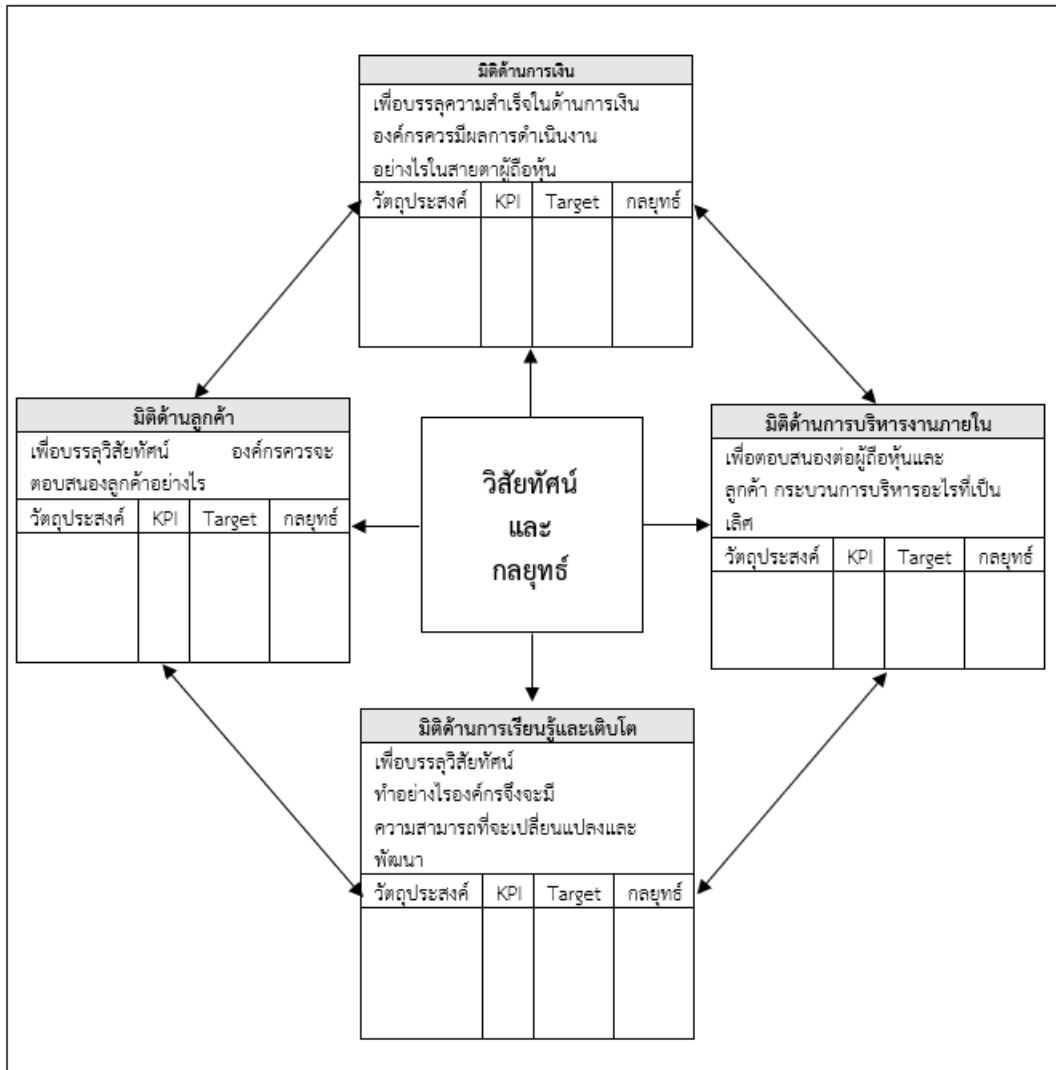 มิติด้านการเงิน
เพื่อบรรลุความสำเร็จในด้านการเงิน
องค์กรควรมีผลการดำเนินงาน
อย่างไรในสายตาผู้ถือหุ้น
วัตถุประสงค์ KPI Target กลยุทธ์
มิติด้านลูกค้า
เพื่อบรรลุวิสัยทัศน์ องค์กรควรจะ
ตอบสนองลูกค้าอย่างไร
วัตถุประสงค์ KPI Target กลยุทธ์
วิสัยทัศน์
และ
กลยุทธ์
มิติด้านการบริหารงานภายใน
เพื่อตอบสนองต่อผู้ถือหุ้นและ
ลูกค้า กระบวนการบริหารอะไรที่เป็น
เลิศ
วัตถุประสงค์ KPI Target กลยุทธ์
มิติด้านการเรียนรู้และเติบโต
เพื่อบรรลุวิสัยทัศน์
ทำอย่างไรองค์กรจึงจะมี
ความสามารถที่จะเปลี่ยนแปลงและ
พัฒนา
วัตถุประสงค์ KPI Target กลยุทธ์